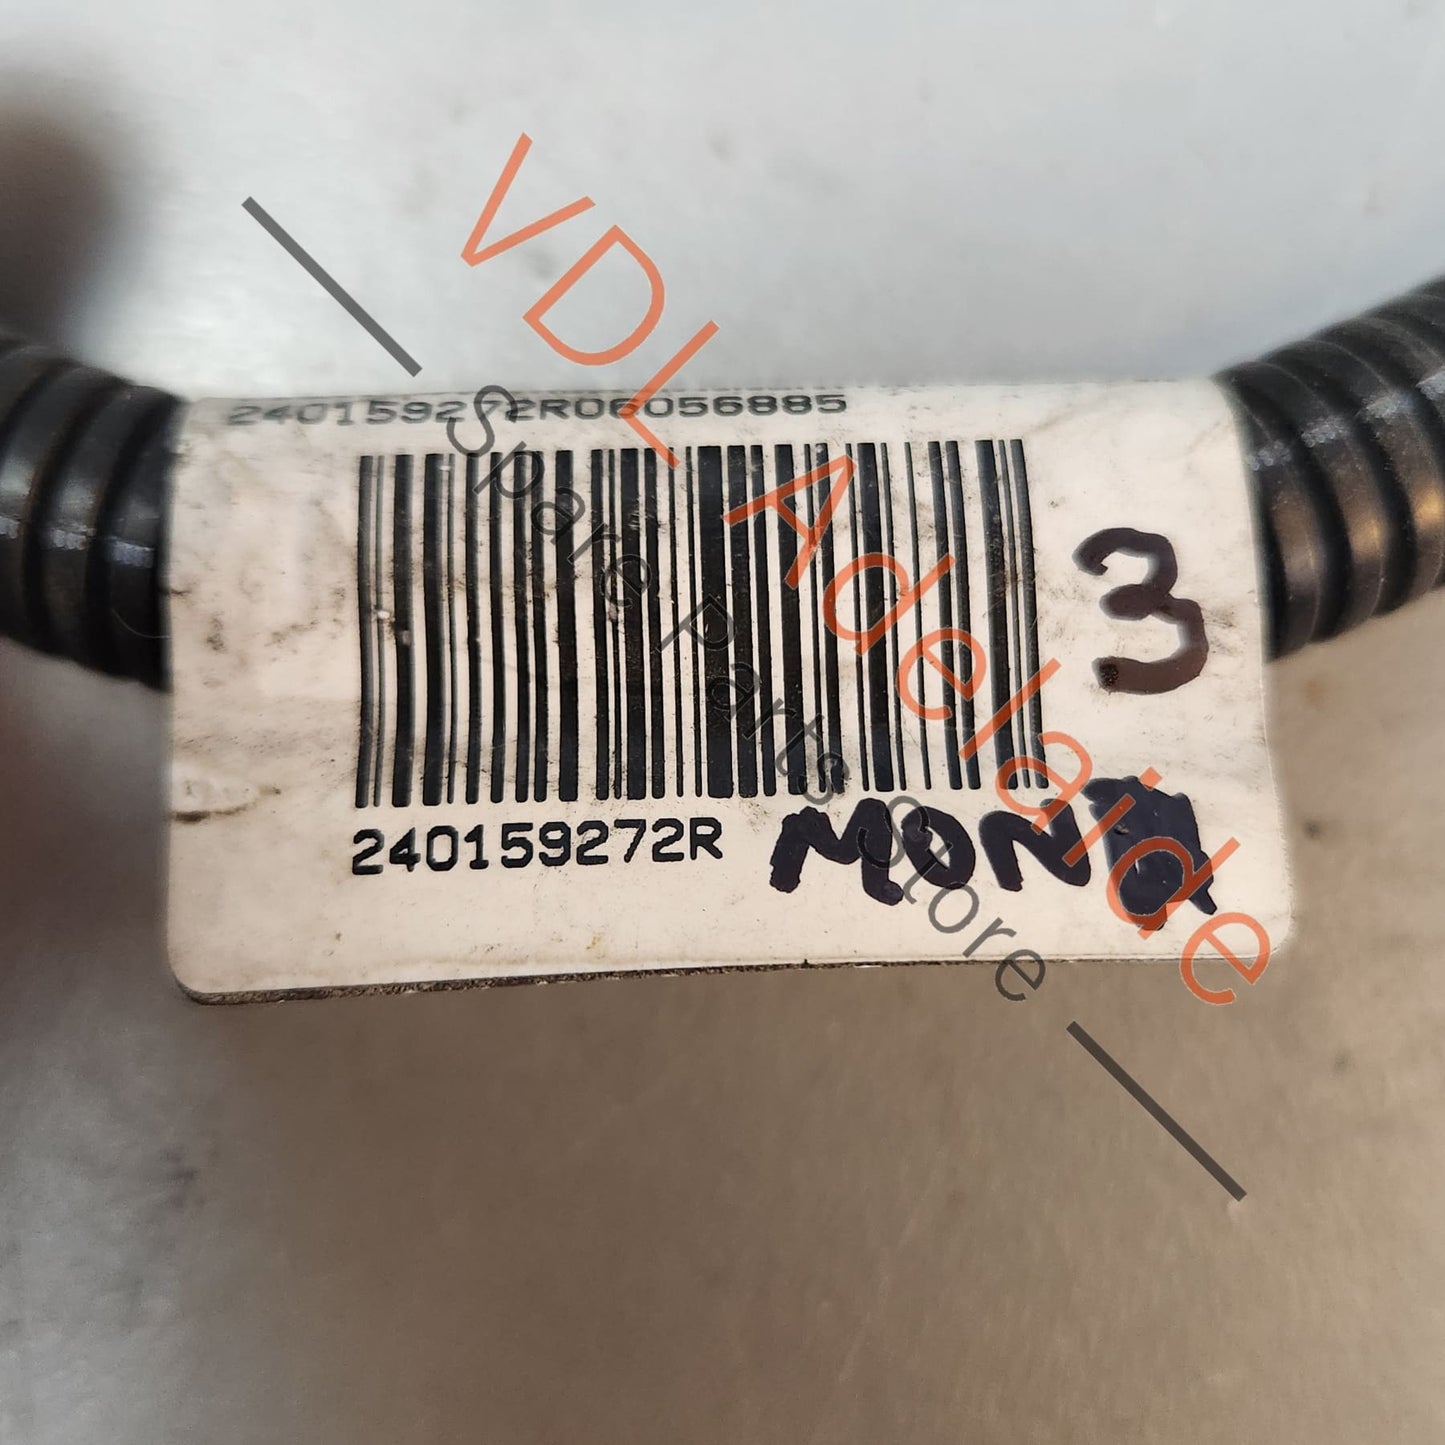 240159272R06056885
3
240159272R
MON
VDL Adelaide
Spare Parts Store